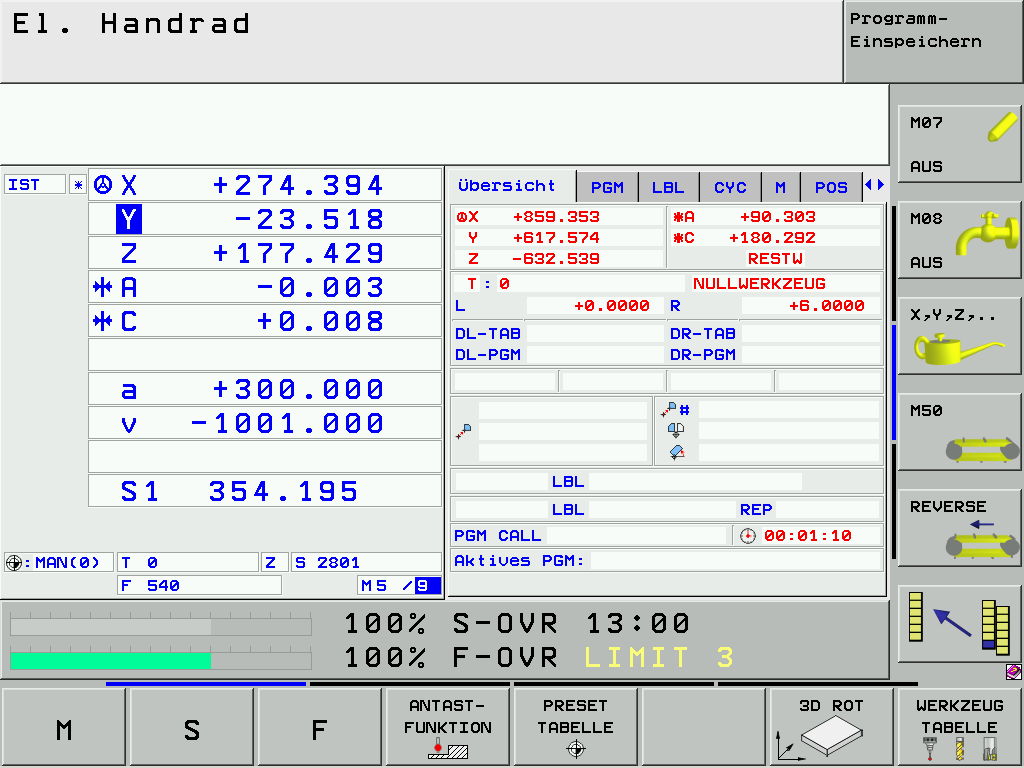 El. Handrad
Programm-
Einspeichern
IST * X +274.394
Y -23.518
Z +177.429
A -0.003
C +0.008
a +300.000
v -1001.000
S1 354.195
:MAN(0) T 0 Z S 2801
F 540 M5 /9
Übersicht PGM LBL CYC M POS
X +859.353 *A +90.303
Y +617.574 *C +180.292
Z -632.539 RESTW
T : 0 NULLWERKZEUG
L +0.0000 R +6.0000
DL-TAB DR-TAB
DL-PGM DR-PGM
#
LBL
LBL REP
PGM CALL 00:01:10
Aktives PGM:
M07
AUS
M08
AUS
X,Y,Z,..
M50
REVERSE
100% S-OVR 13:00
100% F-OVR LIMIT 3
M
S
F
ANTAST-
FUNKTION
PRESET
TABELLE
3D ROT
WERKZEUG
TABELLE